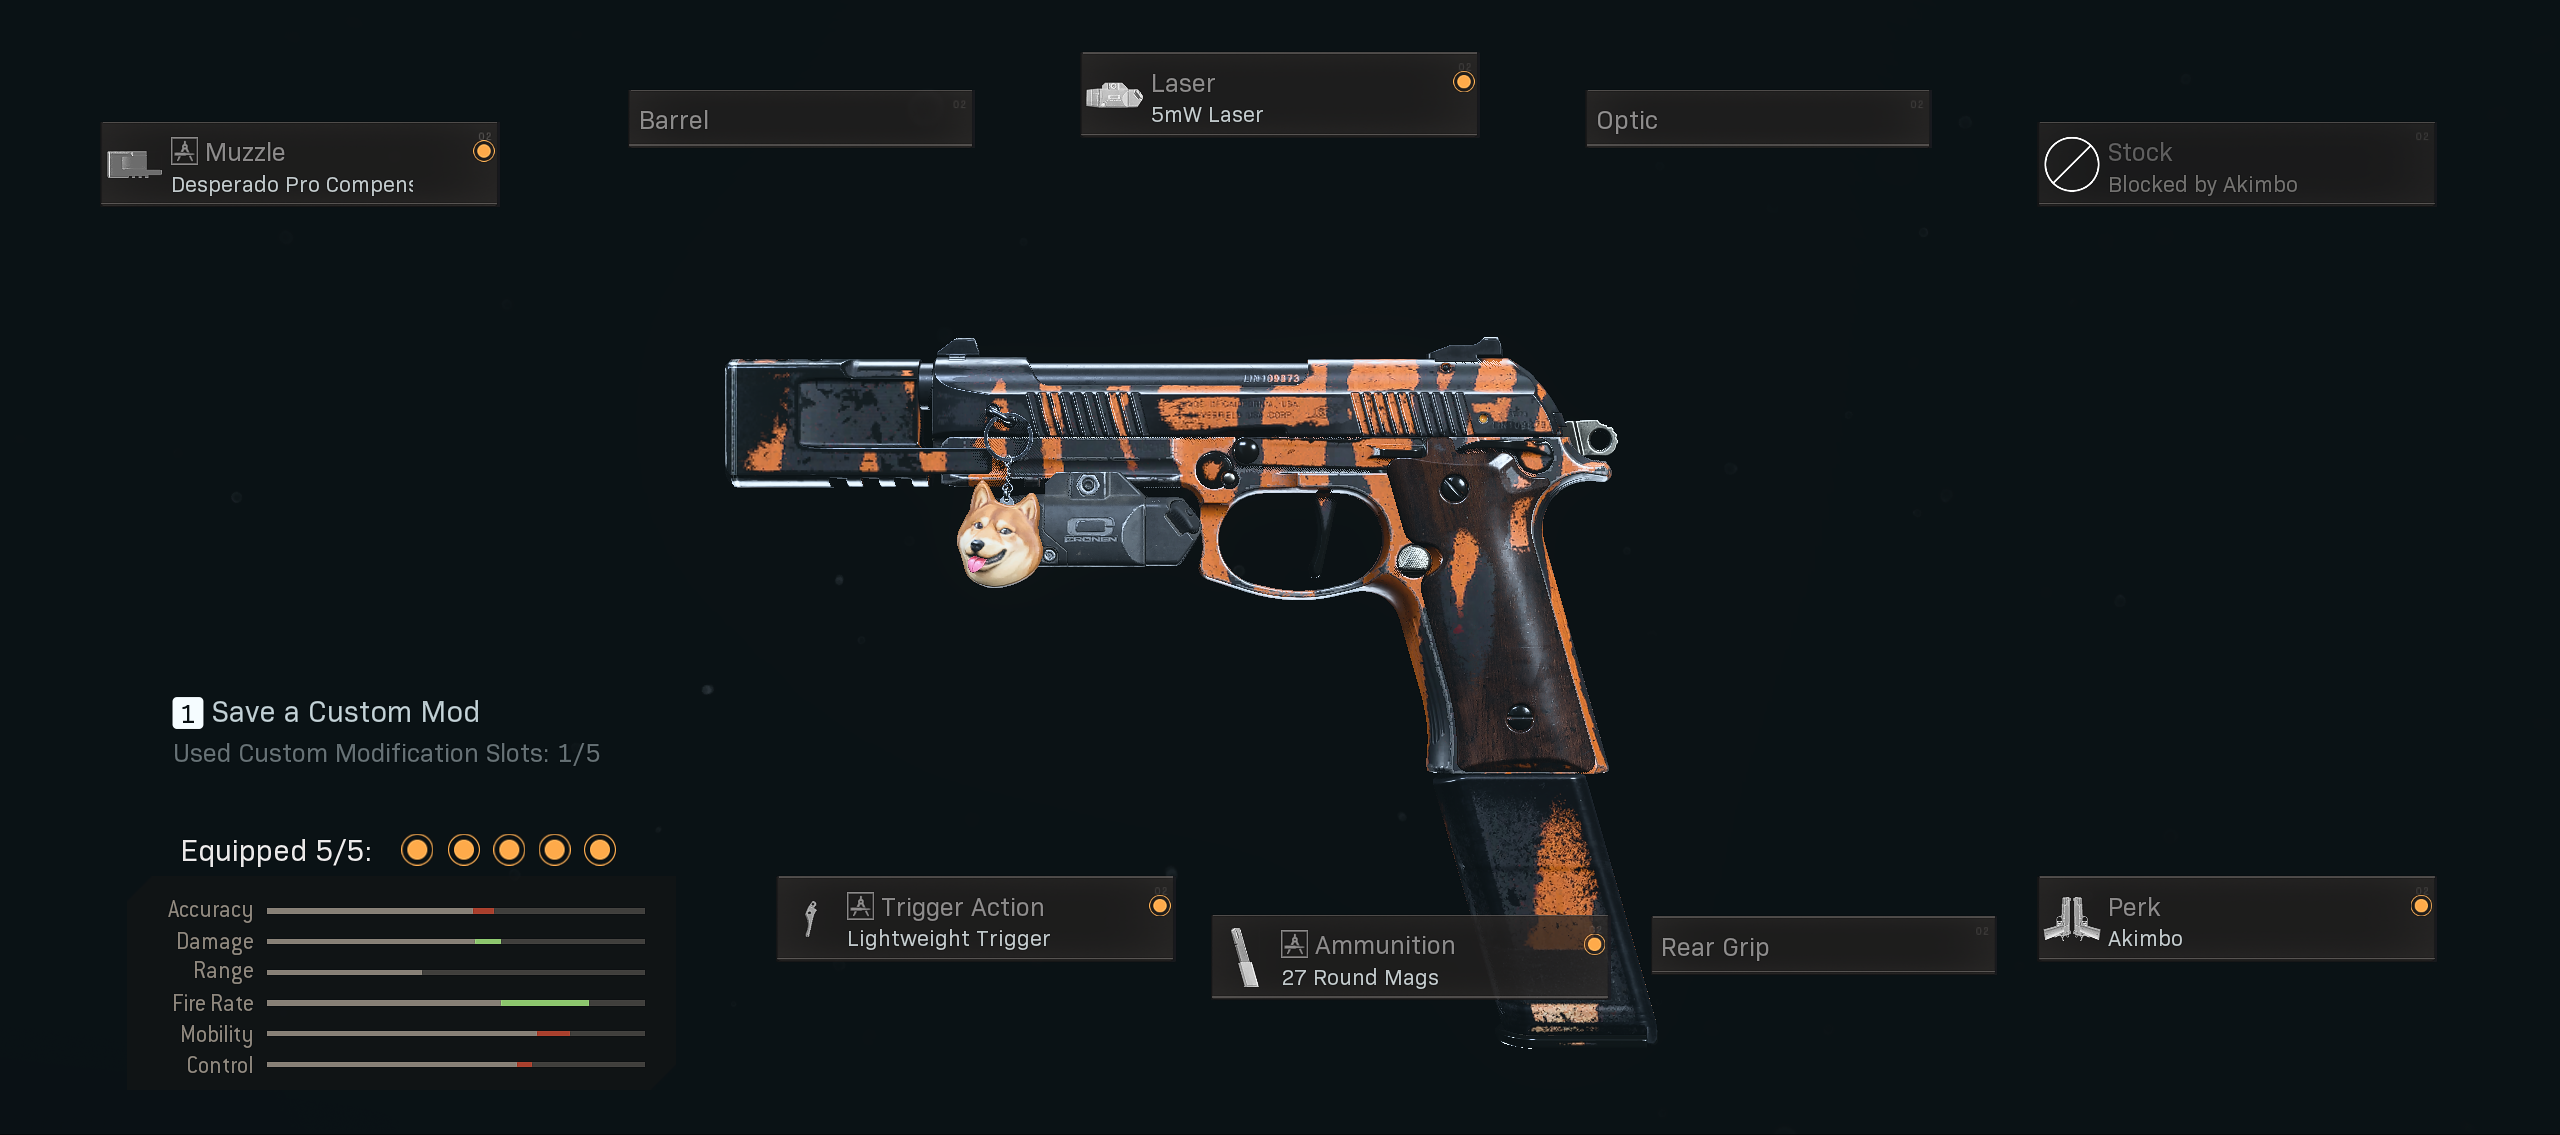 Laser
5mW Laser
Barrel
Optic
Muzzle
Desperado Pro Compens
Stock
Blocked by Akimbo
LIN109873
CRONEN
1 Save a Custom Mod
Used Custom Modification Slots: 1/5
Equipped 5/5:
Accuracy
Damage
Range
Fire Rate
Mobility
Control
Trigger Action
Lightweight Trigger
Ammunition
27 Round Mags
Rear Grip
Perk
Akimbo